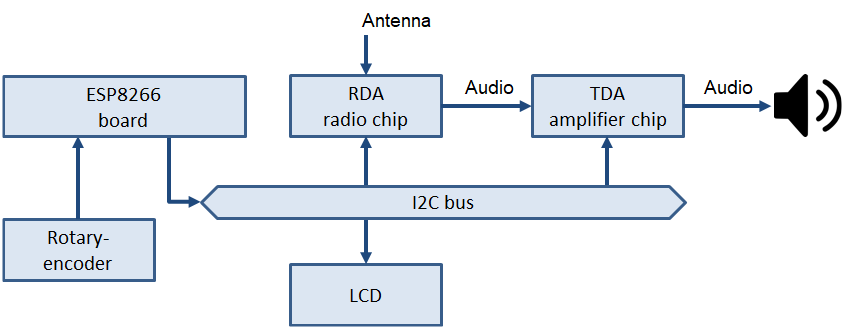 Antenna
ESP8266
board
RDA
radio chip
Audio
TDA
amplifier chip
Audio
I2C bus
Rotary-
encoder
LCD